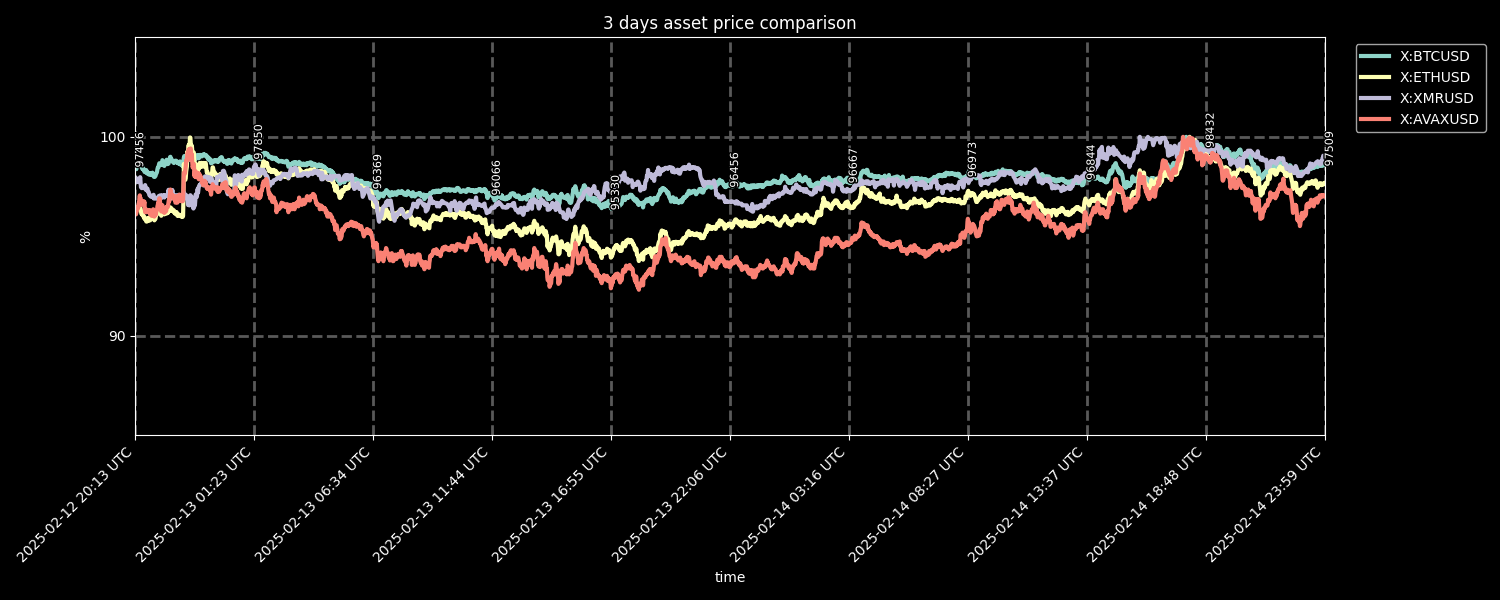 3 days asset price comparison
X:BTCUSD
X:ETHUSD
X:XMRUSD
X:AVAXUSD
100
90
%
97456
97850
96369
96066
95330
96456
96667
96973
96844
98432
97509
2025-02-12 20:13 UTC
2025-02-13 01:23 UTC
2025-02-13 06:34 UTC
2025-02-13 11:44 UTC
2025-02-13 16:55 UTC
2025-02-13 22:06 UTC
2025-02-14 03:16 UTC
2025-02-14 08:27 UTC
2025-02-14 13:37 UTC
2025-02-14 18:48 UTC
2025-02-14 23:59 UTC
time